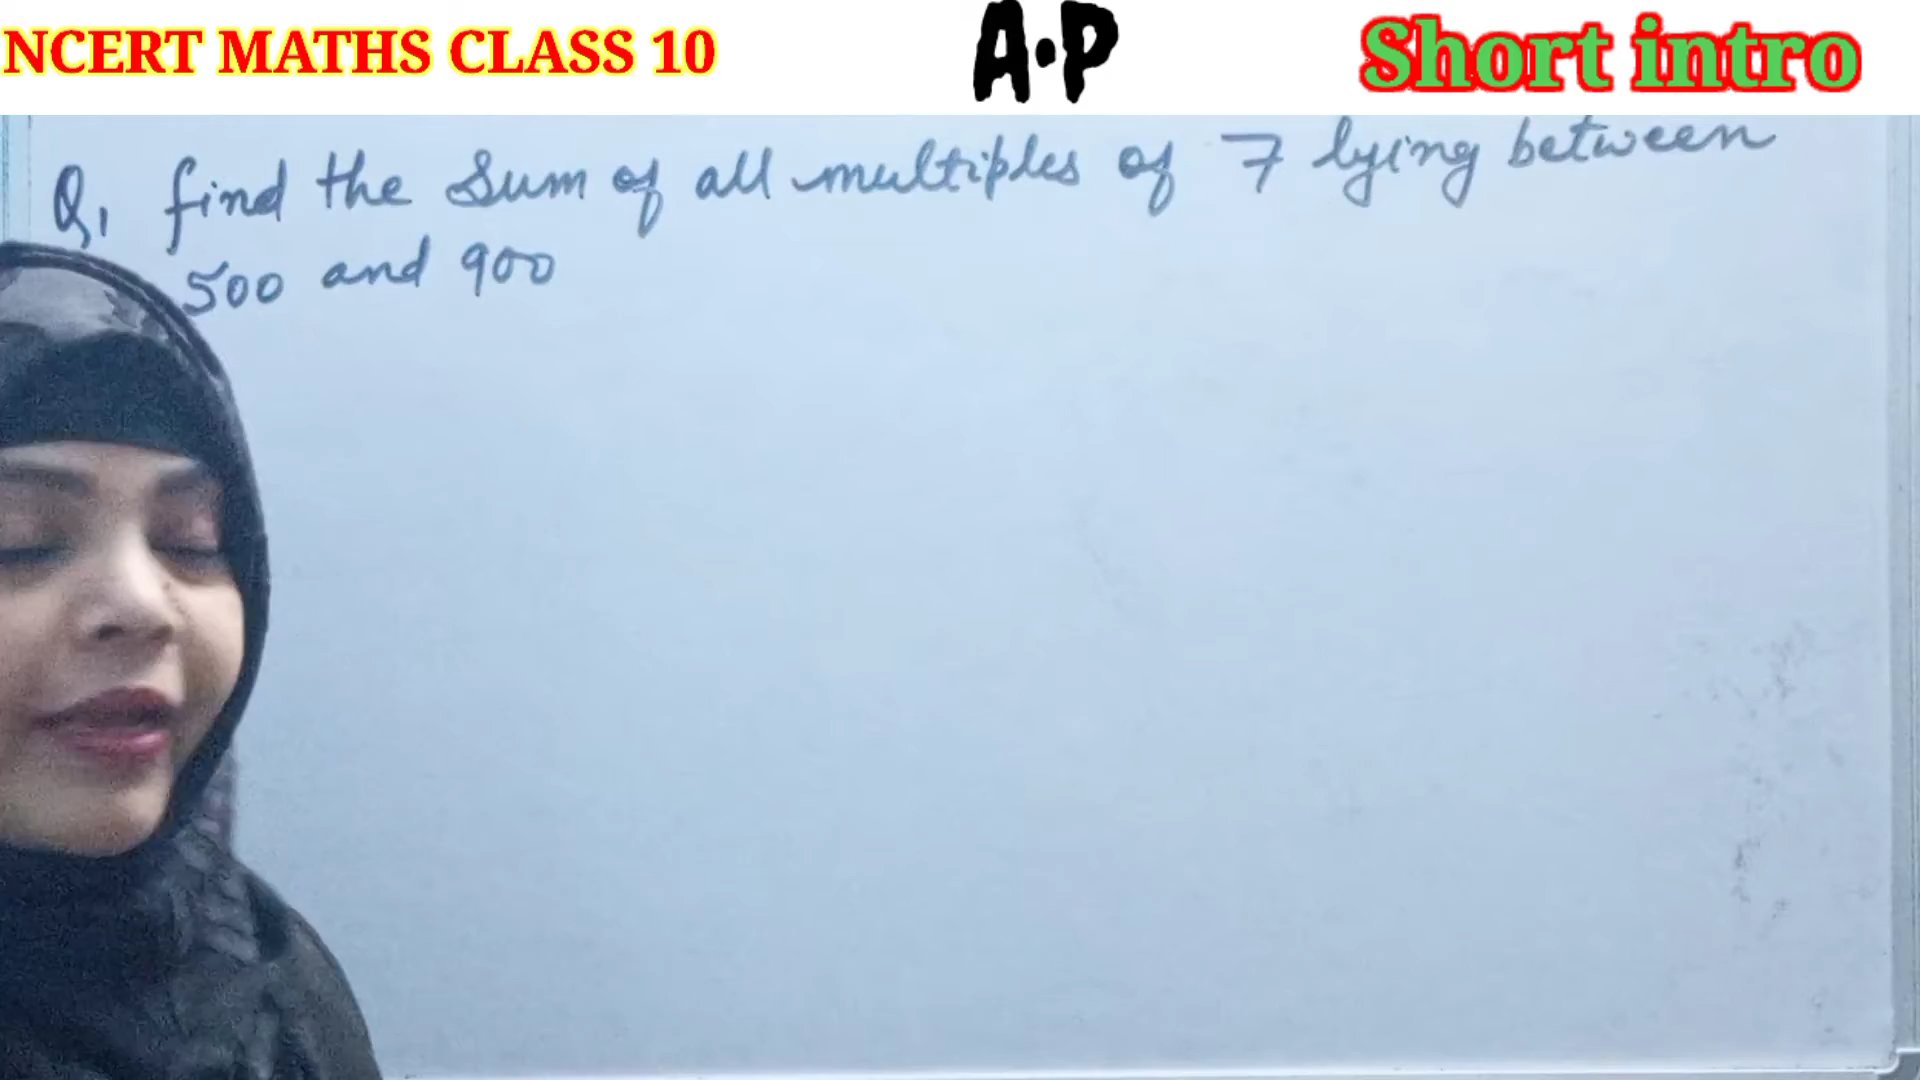 NCERT MATHS CLASS 10 A.P Short intro
Q1 find the Sum of all multiples of 7 lying between
500 and 900